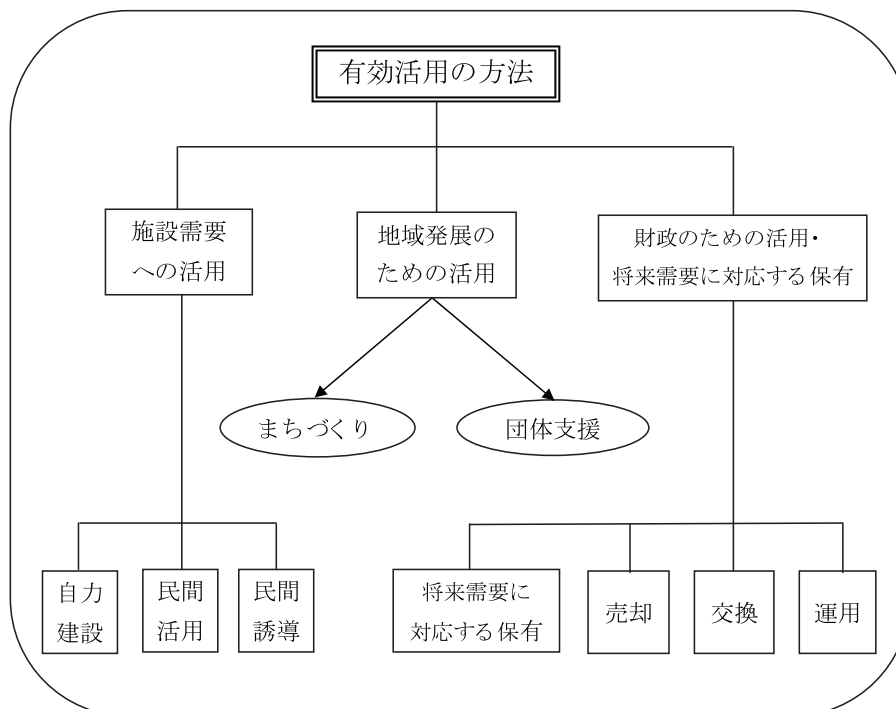 有効活用の方法
施設需要
への活用
地域発展の
ための活用
財政のための活用・
将来需要に対応する保有
まちづくり
団体支援
自力
建設
民間
活用
民間
誘導
将来需要に
対応する保有
売却
交換
運用